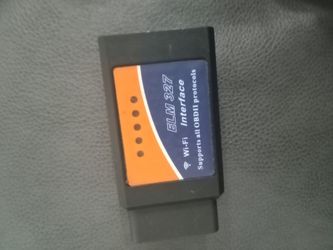 ELM 327
Interface
Wi-Fi
Supports all OBDII protocols